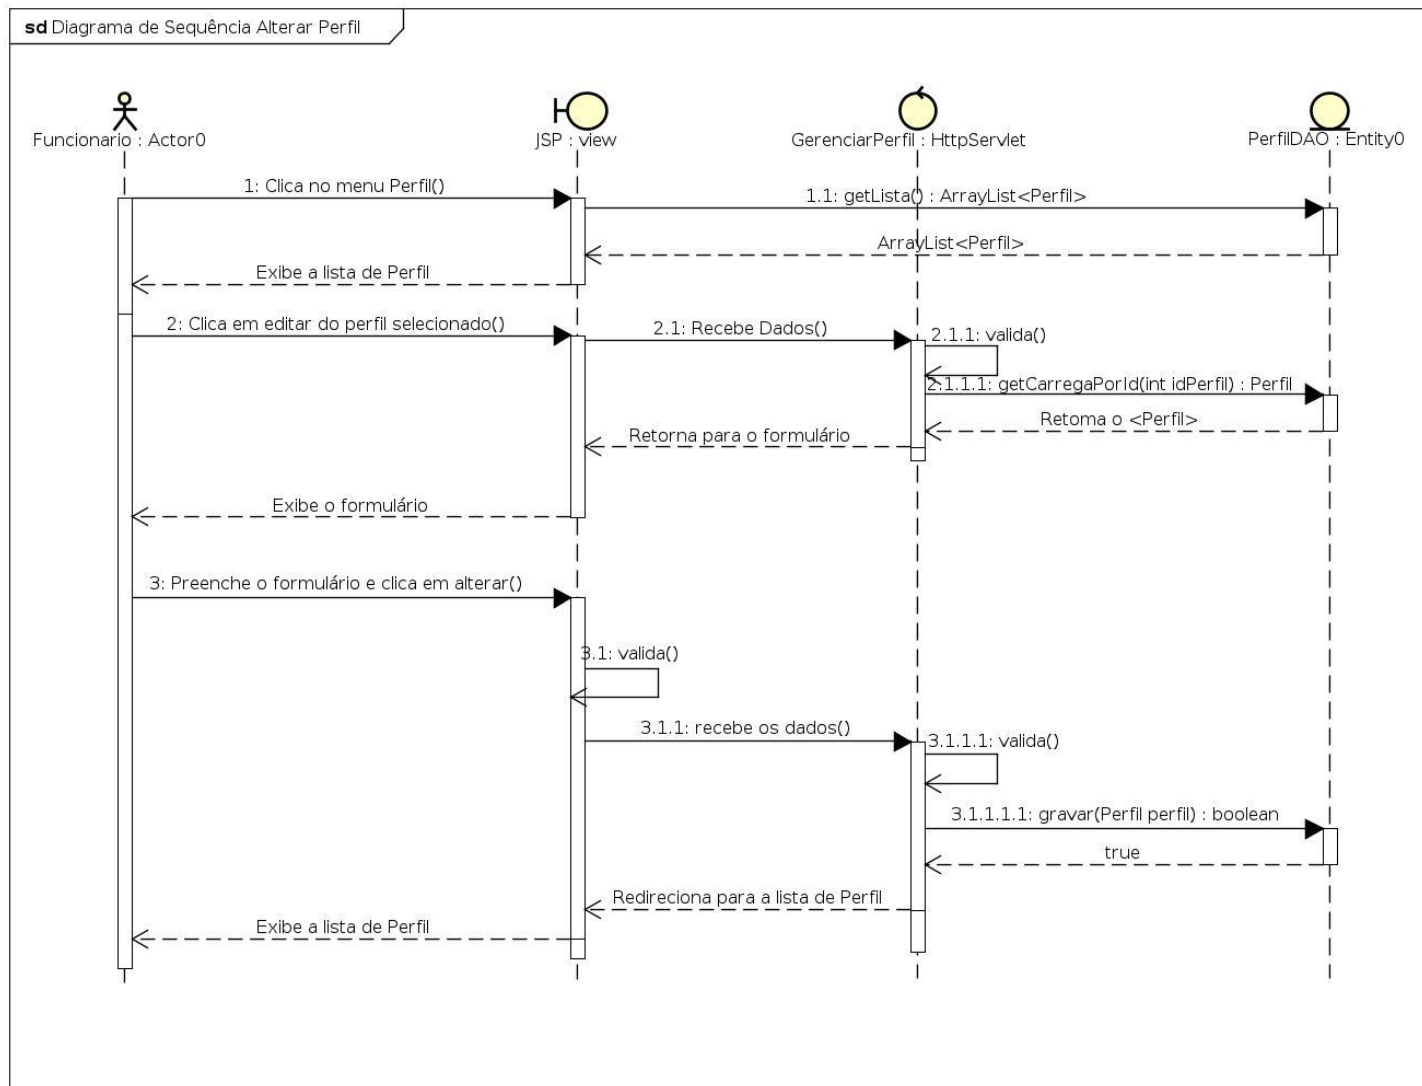 sd Diagrama de Sequência Alterar Perfil
Funcionario : Actor0
JSP : view
GerenciarPerfil : HttpServlet
PerfilDAO : Entity0
1: Clica no menu Perfil()
1.1: getLista() : ArrayList<Perfil>
ArrayList<Perfil>
Exibe a lista de Perfil
2: Clica em editar do perfil selecionado()
2.1: Recebe Dados()
2.1.1: valida()
2.1.1.1: getCarregaPorId(int idPerfil) : Perfil
Retoma o <Perfil>
Retorna para o formulário
Exibe o formulário
3: Preenche o formulário e clica em alterar()
3.1: valida()
3.1.1: recebe os dados()
3.1.1.1: valida()
3.1.1.1.1: gravar(Perfil perfil) : boolean
true
Redireciona para a lista de Perfil
Exibe a lista de Perfil